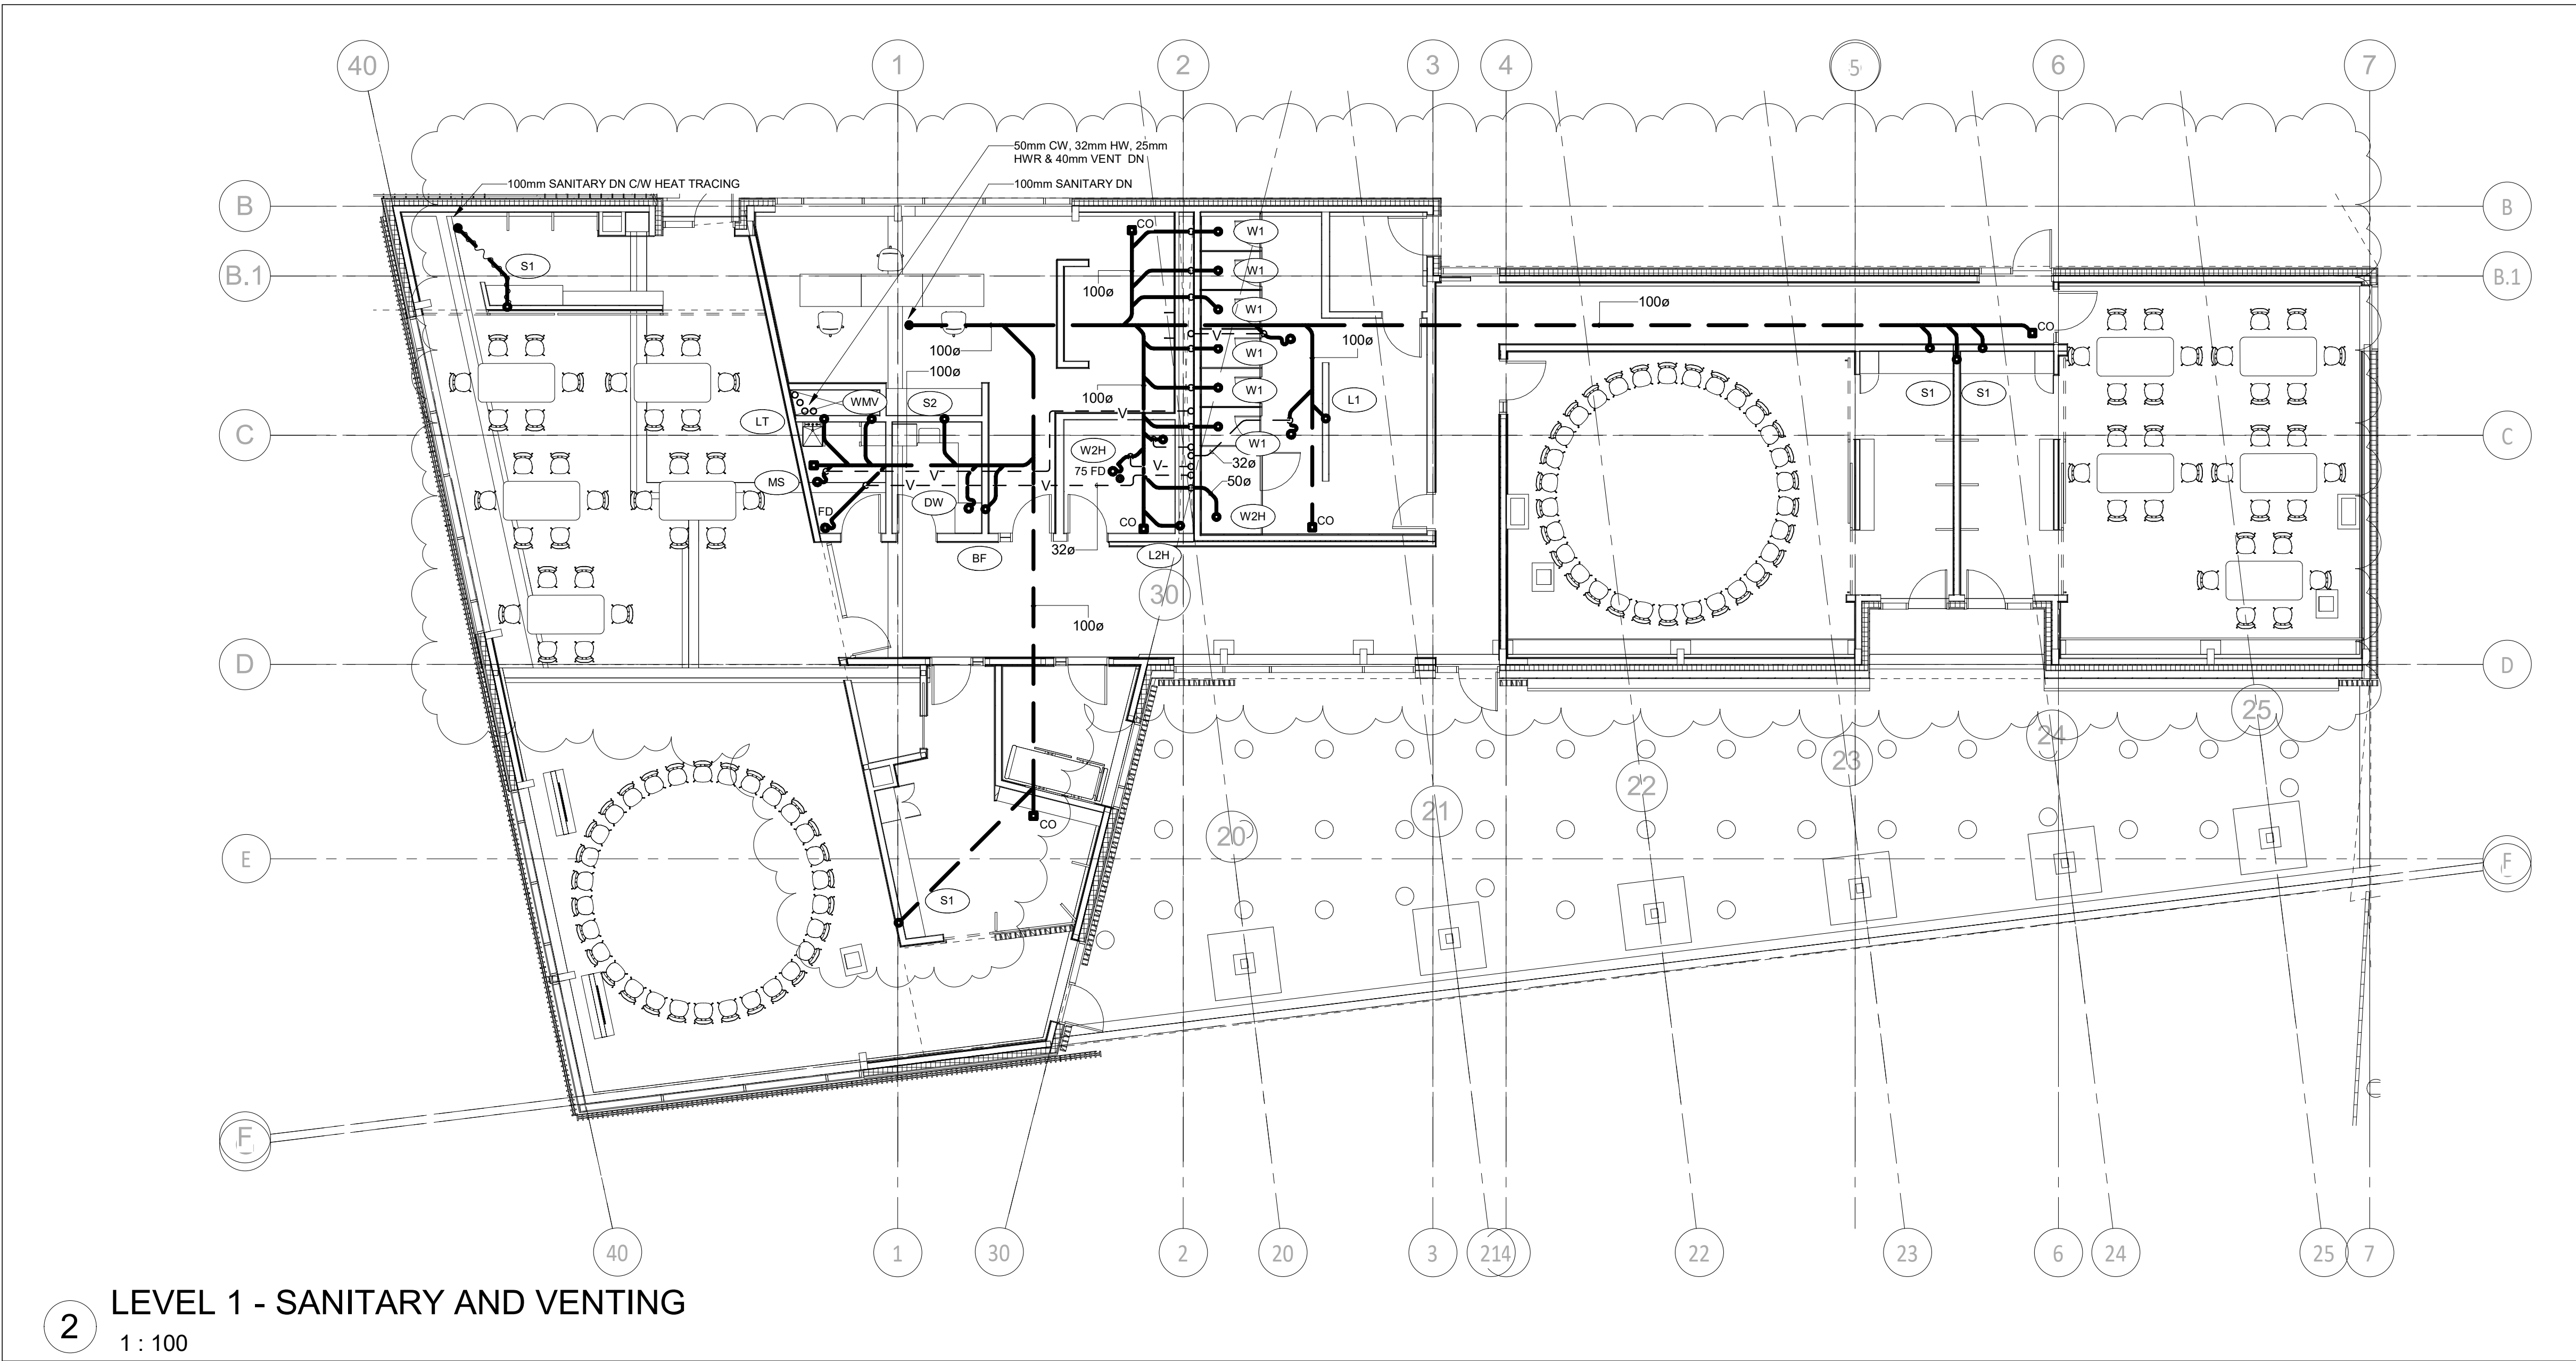 40
1
2
3
4
5
6
7
50mm CW, 32mm HW, 25mm
HWR & 40mm VENT DN
100mm SANITARY DN C/W HEAT TRACING
100mm SANITARY DN
B
B
CO
W1
S1
W1
B.1
B.1
100ø
W1
100ø
CO
V
100ø
100ø
W1
100ø
W1
S1
S1
WMV
S2
100ø
L1
V
LT
C
C
W1
W2H
75 FD
V
32ø
V
MS
V
V
50ø
DW
FD
CO
W2H
CO
32ø
BF
L2H
30
100ø
D
D
25
24
23
22
21
20
CO
E
F
S1
F
40
1
30
2
20
3
21
4
22
23
6
24
25
7
2
LEVEL 1 - SANITARY AND VENTING
1 : 100